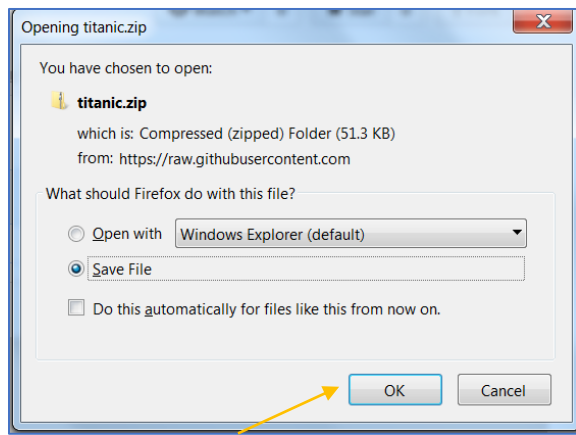 Opening titanic.zip
You have chosen to open:
titanic.zip
which is: Compressed (zipped) Folder (51.3 KB)
from: https://raw.githubusercontent.com
What should Firefox do with this file?
Open with Windows Explorer (default)
Save File
Do this automatically for files like this from now on.
OK Cancel